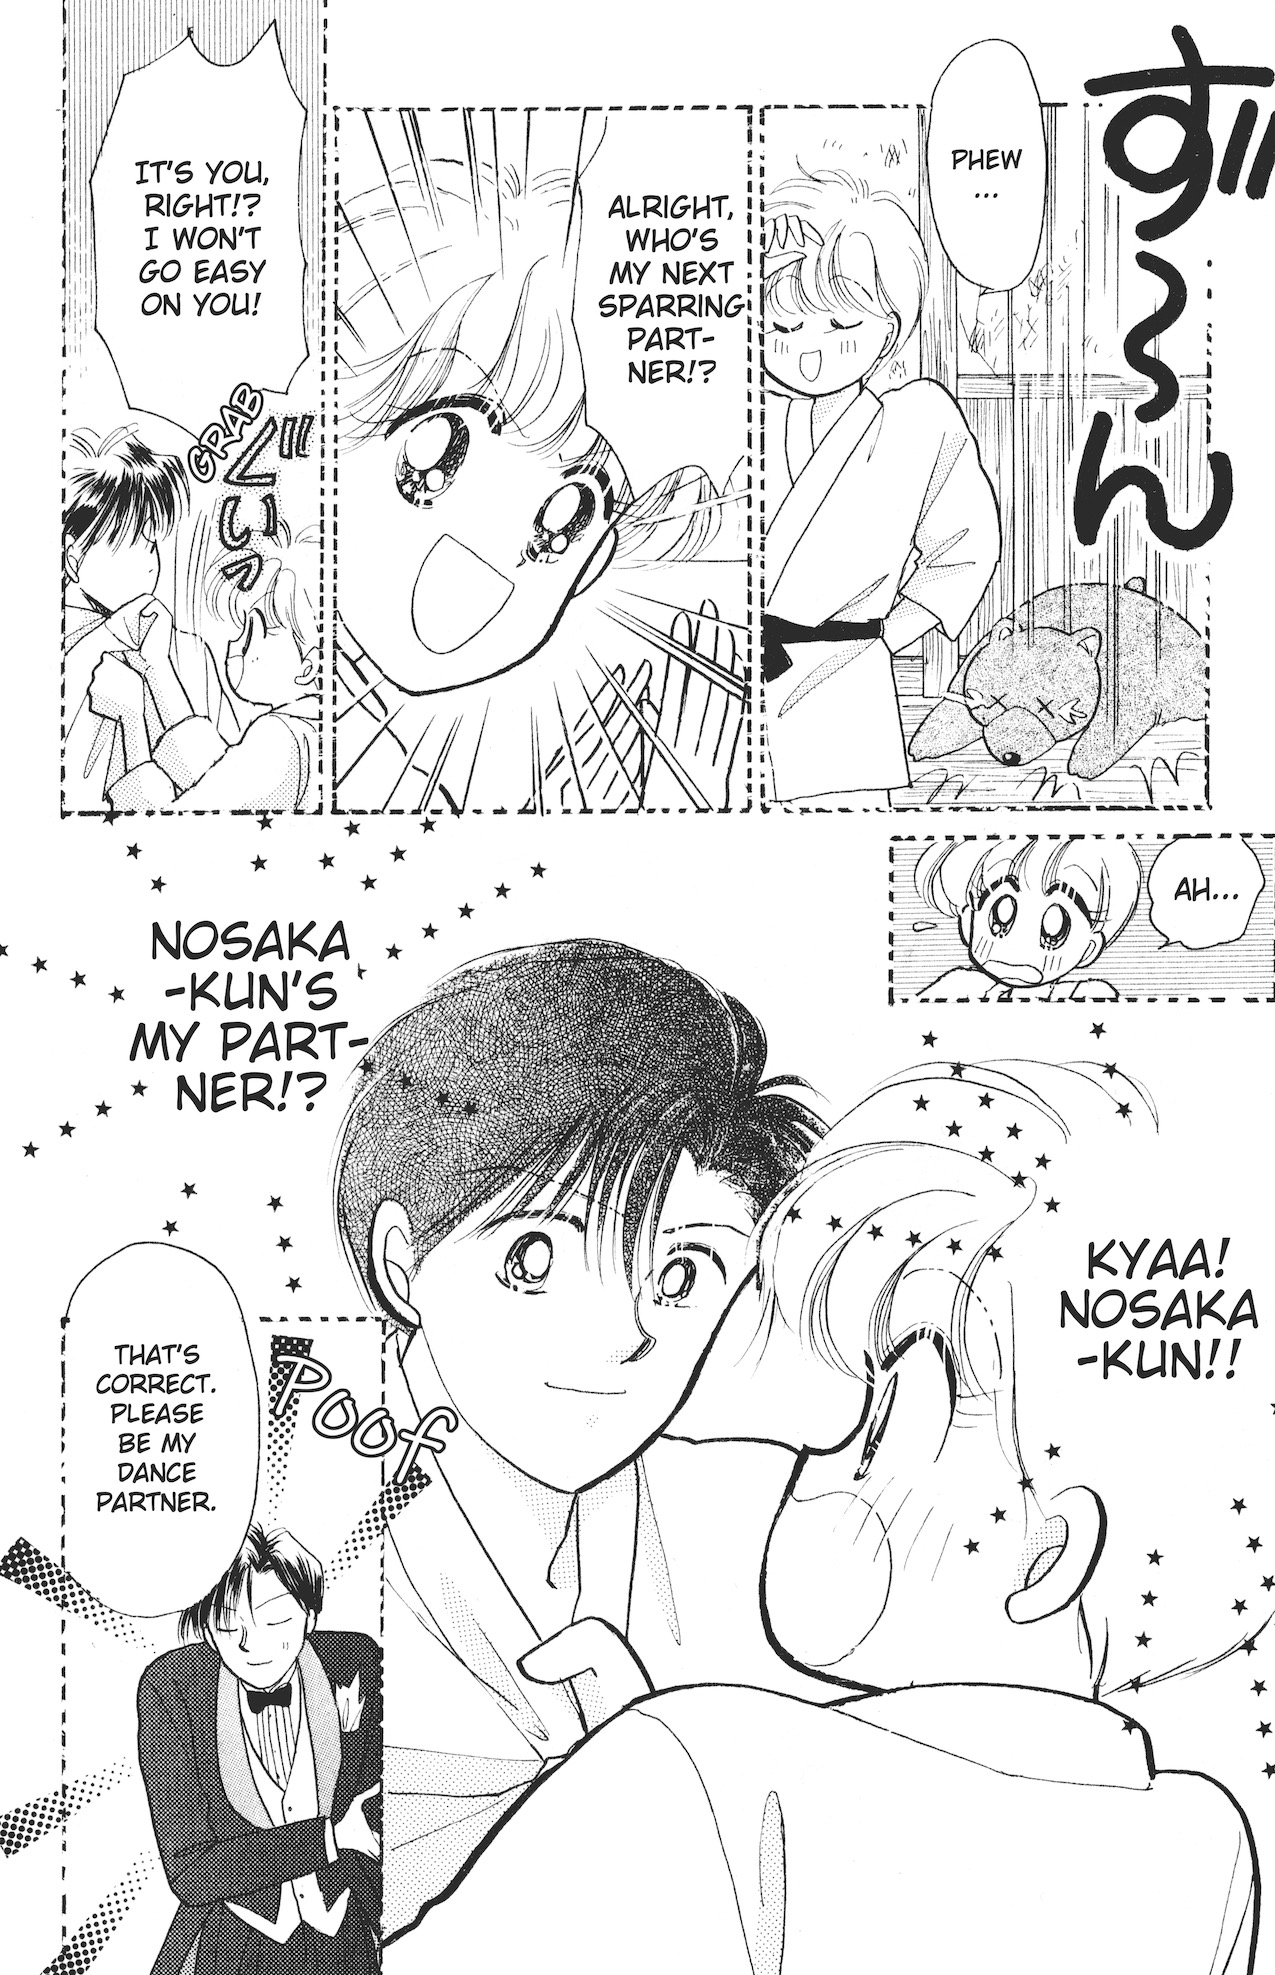 ず〜ん
PHEW
...
ALRIGHT,
WHO'S
MY NEXT
SPARRING
PART-
NER!?
IT'S YOU,
RIGHT!?
I WON'T
GO EASY
ON YOU!
GRAB
ぐいっ
AH...
NOSAKA
-KUN'S
MY PART-
NER!?
KYAA!
NOSAKA
-KUN!!
THAT'S
CORRECT.
PLEASE
BE MY
DANCE
PARTNER.
POOF